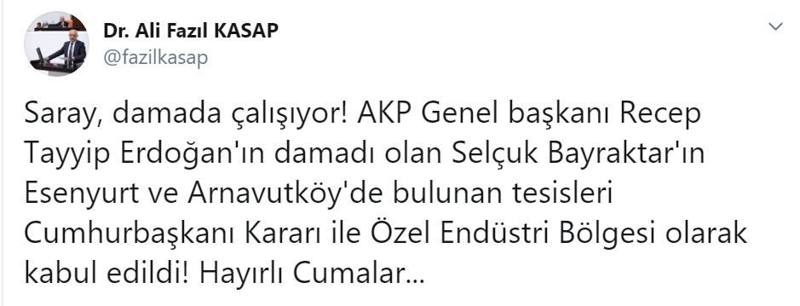 Dr. Ali Fazıl KASAP
@fazilkasap
Saray, damada çalışıyor! AKP Genel başkanı Recep
Tayyip Erdoğan'ın damadı olan Selçuk Bayraktar'ın
Esenyurt ve Arnavutköy'de bulunan tesisleri
Cumhurbaşkanı Kararı ile Özel Endüstri Bölgesi olarak
kabul edildi! Hayırlı Cumalar...